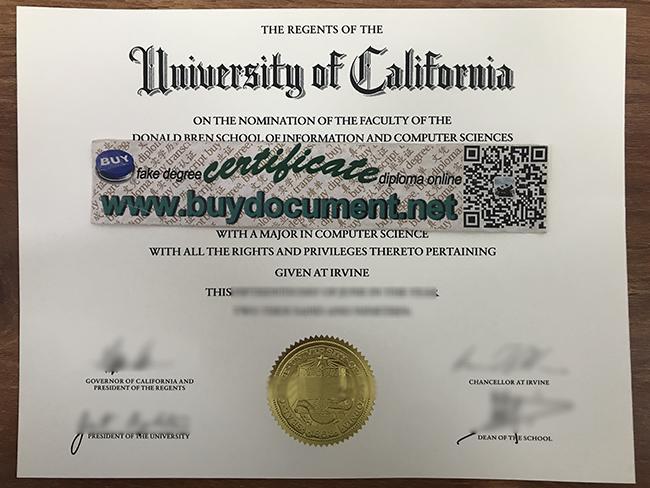 THE REGENTS OF THE
University of California
ON THE NOMINATION OF THE FACULTY OF THE
DONALD BREN SCHOOL OF INFORMATION AND COMPUTER SCIENCES
BUY
fake degree certificate diploma online
www.buydocument.net
WITH A MAJOR IN COMPUTER SCIENCE
WITH ALL THE RIGHTS AND PRIVILEGES THERETO PERTAINING
GIVEN AT IRVINE
THIS
GOVERNOR OF CALIFORNIA AND
PRESIDENT OF THE REGENTS
CHANCELLOR AT IRVINE
PRESIDENT OF THE UNIVERSITY
DEAN OF THE SCHOOL